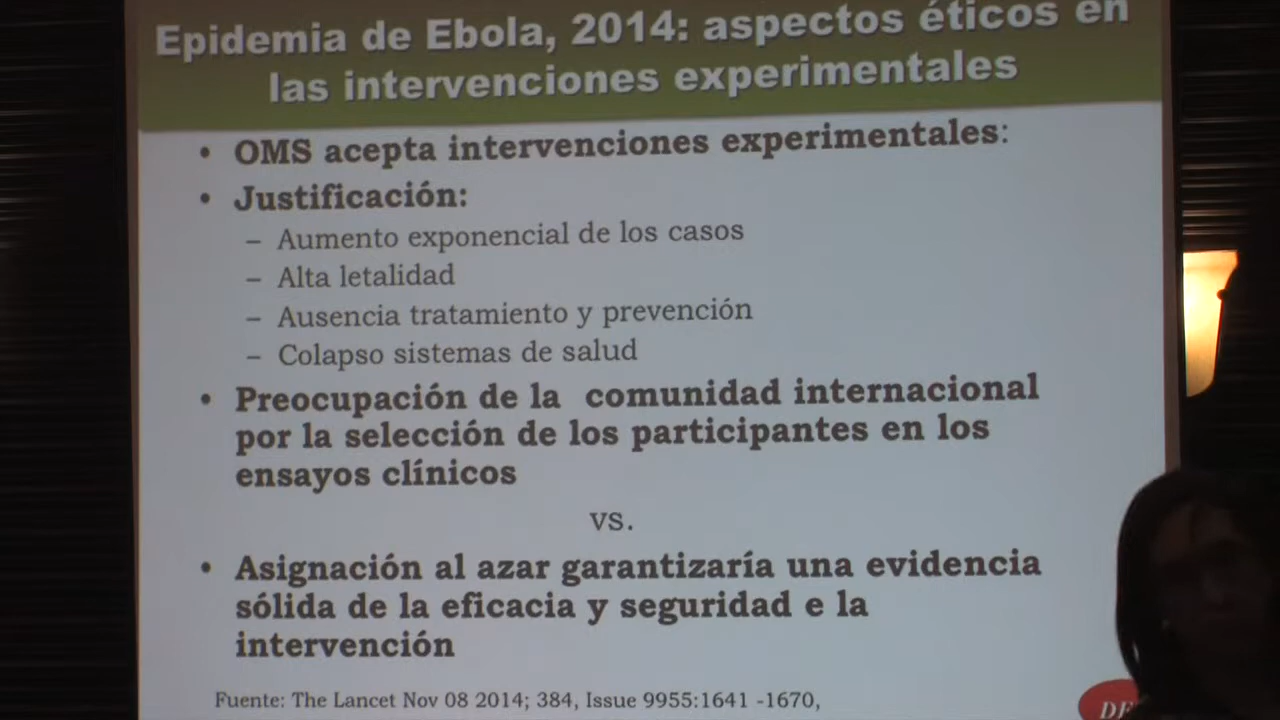 Epidemia de Ebola, 2014: aspectos éticos en
las intervenciones experimentales
• OMS acepta intervenciones experimentales:
• Justificación:
– Aumento exponencial de los casos
– Alta letalidad
– Ausencia tratamiento y prevención
– Colapso sistemas de salud
• Preocupación de la comunidad internacional
por la selección de los participantes en los
ensayos clínicos
vs.
• Asignación al azar garantizaría una evidencia
sólida de la eficacia y seguridad e la
intervención
Fuente: The Lancet Nov 08 2014; 384, Issue 9955:1641 -1670,